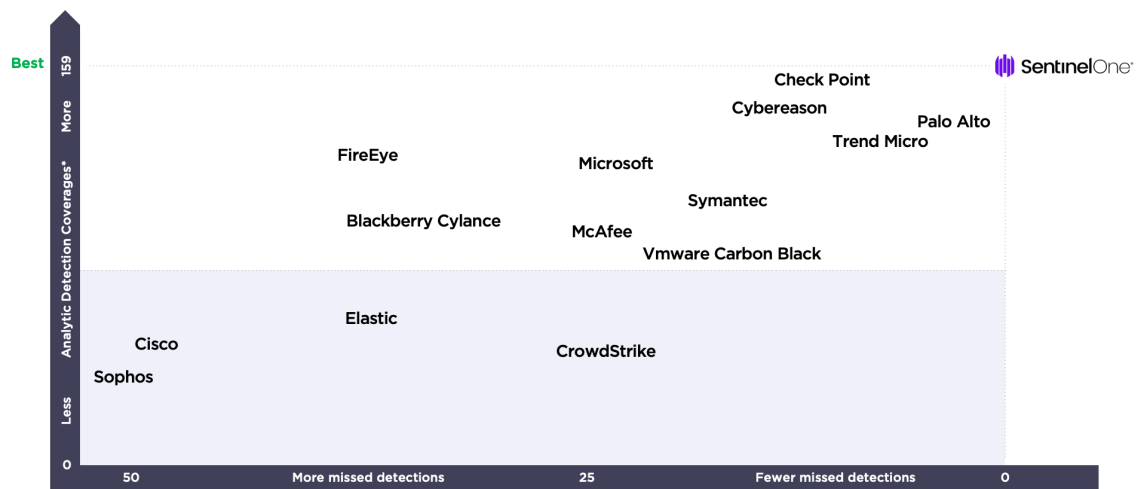 Best
159
More
Analytic Detection Coverages*
Less
0
SentinelOne®
Check Point
Cybereason
Palo Alto
Trend Micro
FireEye
Microsoft
Symantec
Blackberry Cylance
McAfee
Vmware Carbon Black
Elastic
Cisco
CrowdStrike
Sophos
50
More missed detections
25
Fewer missed detections
0